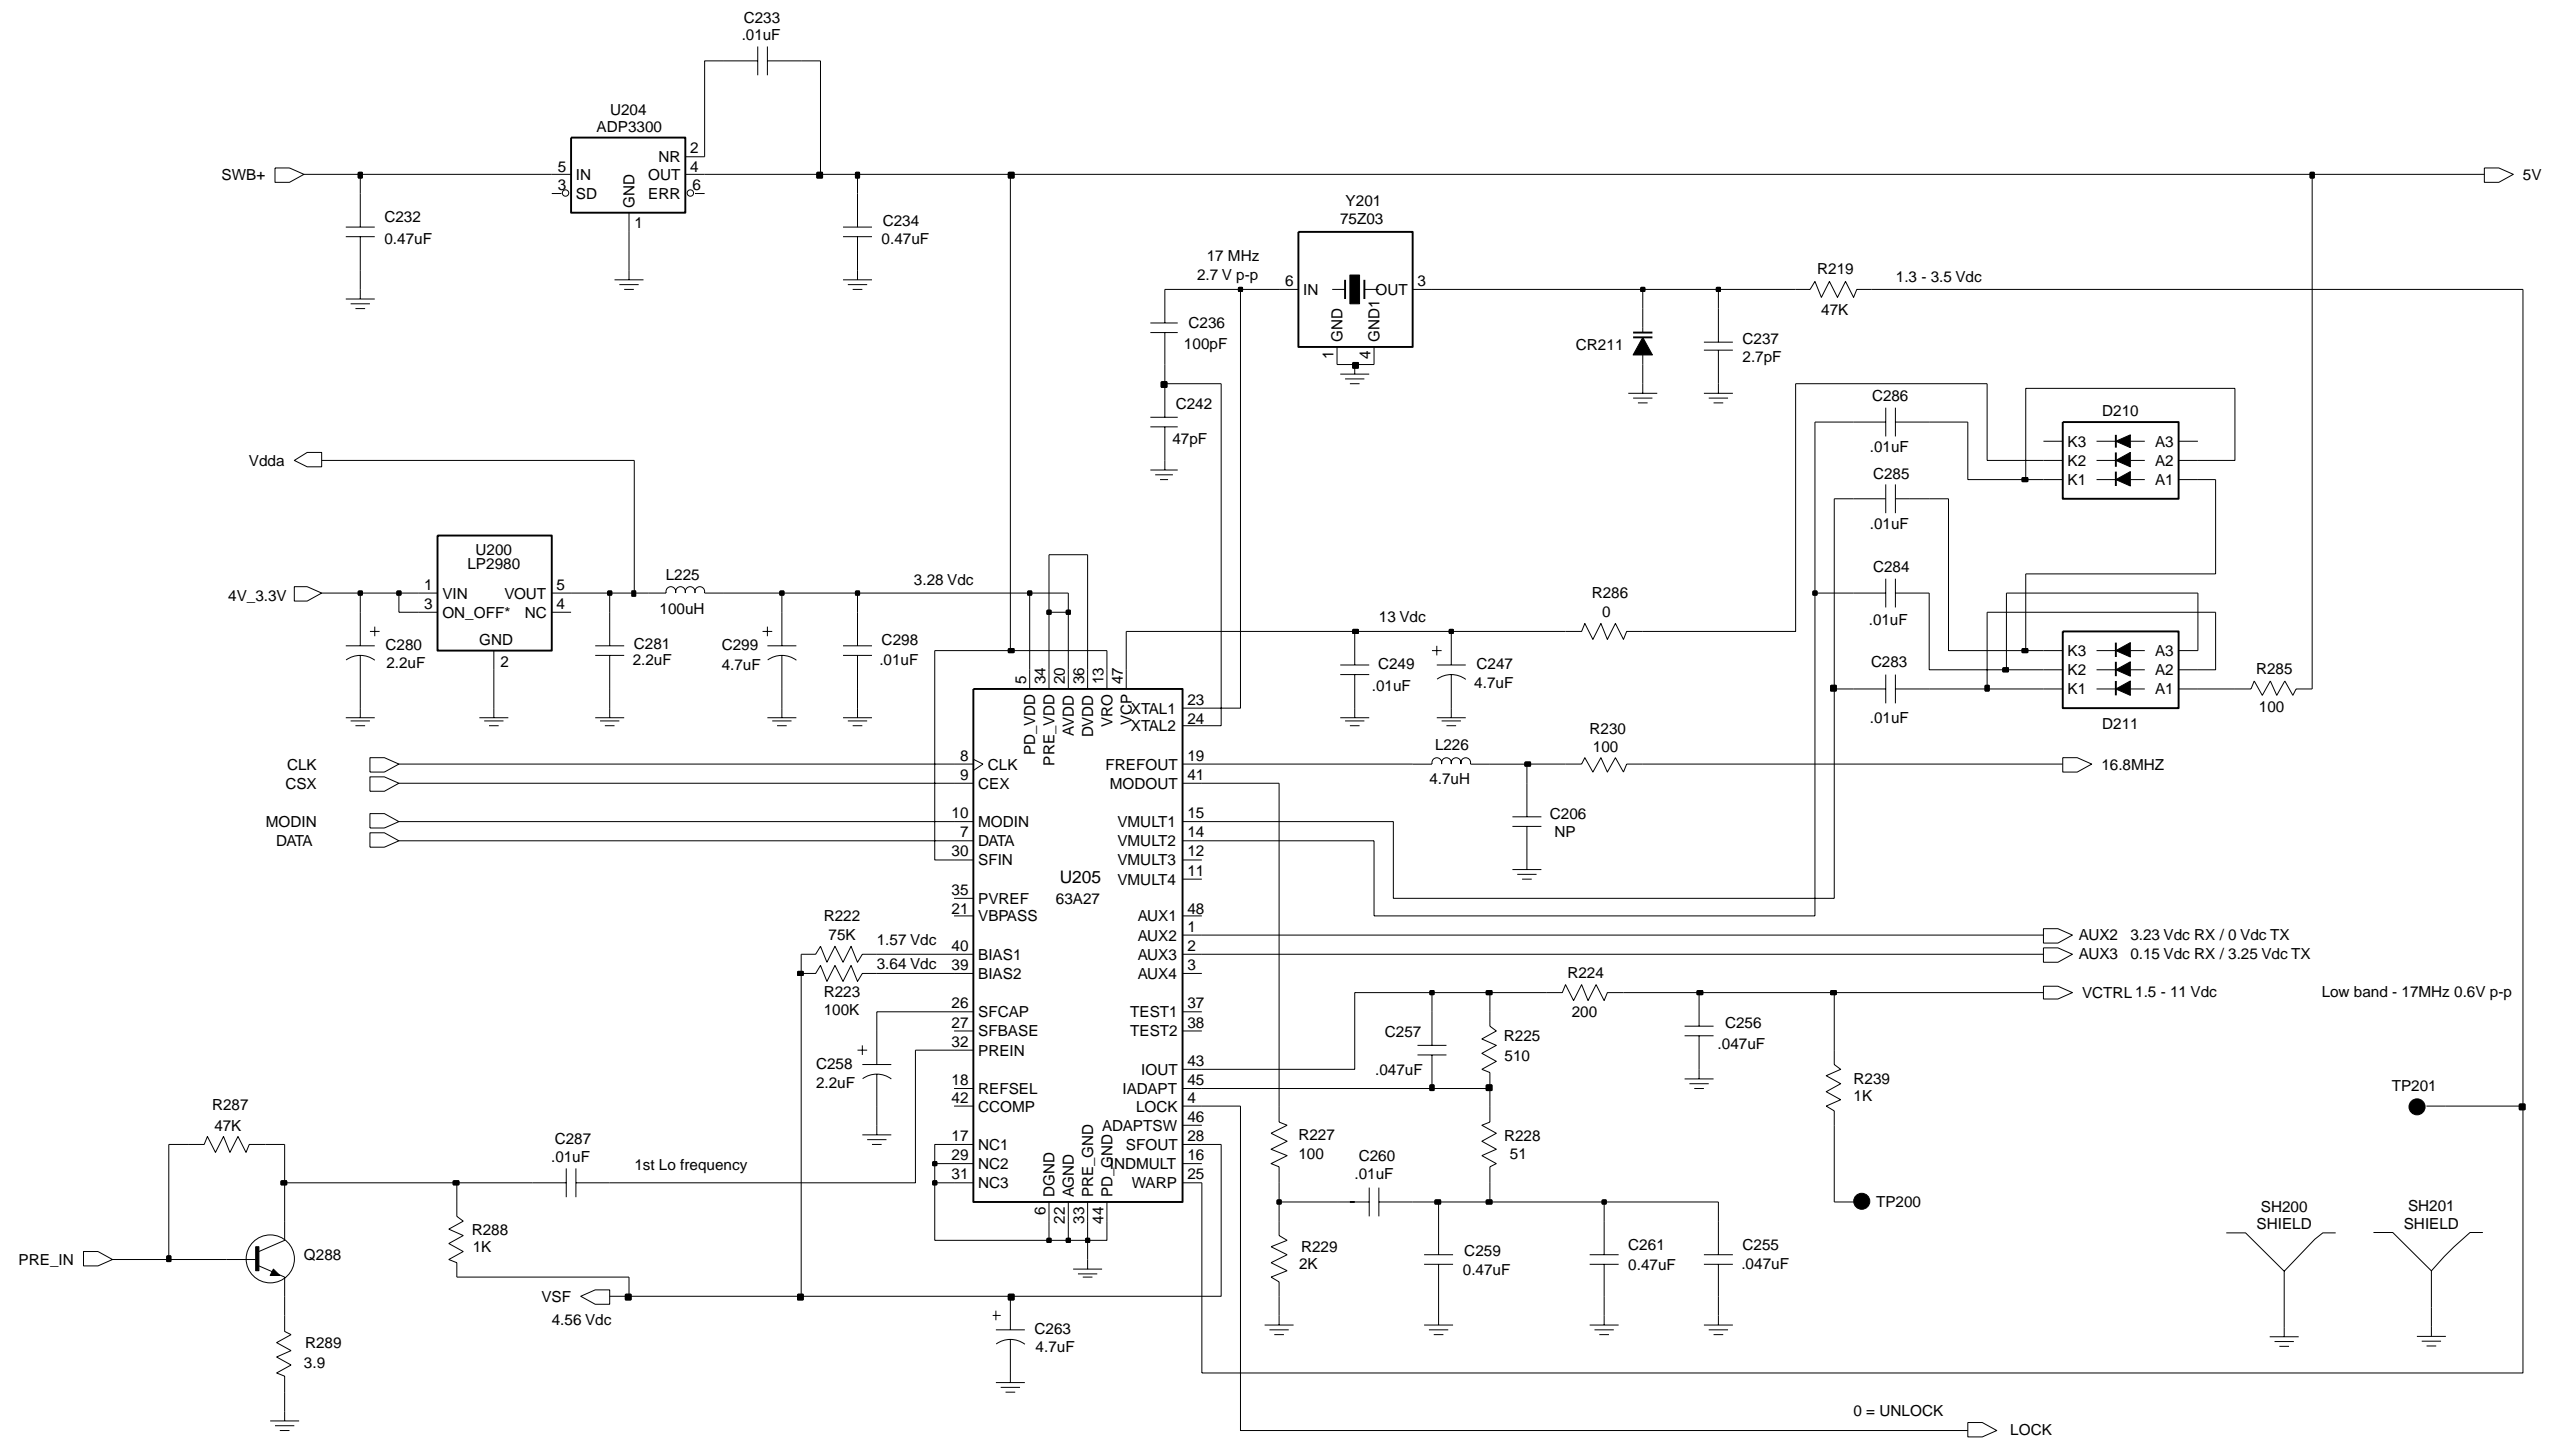 C233
.01uF
U204
ADP3300
NR 2
5 IN OUT 4
3 SD ERR 6
GND
1
SWB+
5V
C232
0.47uF
C234
0.47uF
Y201
75Z03
17 MHz
2.7 V p-p
6 IN OUT 3
GND GND1
1 4
R219
47K
1.3 - 3.5 Vdc
C236
100pF
C242
47pF
CR211
C237
2.7pF
C286
.01uF
D210
K3 A3
K2 A2
K1 A1
C285
.01uF
C284
.01uF
C283
.01uF
K3 A3
K2 A2
K1 A1
D211
R285
100
Vdda
U200
LP2980
1 VIN VOUT 5
3 ON_OFF* NC 4
GND
2
4V_3.3V
L225
100uH
3.28 Vdc
C280
2.2uF
C281
2.2uF
C299
4.7uF
C298
.01uF
13 Vdc
R286
0
C249
.01uF
C247
4.7uF
5 34 20 36 13 47
PD_VDD PRE_VDD AVDD DVDD VRO VCP
XTAL1 23
XTAL2 24
CLK
CSX
MODIN
DATA
8 CLK
9 CEX
10 MODIN
7 DATA
30 SFIN
35 PVREF
21 VBPASS
40 BIAS1
39 BIAS2
26 SFCAP
27 SFBASE
32 PREIN
18 REFSEL
42 CCOMP
17 NC1
29 NC2
31 NC3
U205
63A27
FREFOUT 19
MODOUT 41
VMULT1 15
VMULT2 14
VMULT3 12
VMULT4 11
AUX1 48
AUX2 1
AUX3 2
AUX4 3
TEST1 37
TEST2 38
IOUT 43
IADAPT 45
LOCK 4
ADAPTSW 46
SFOUT 28
INDMULT 16
WARP 25
DGND AGND PRE_GND PD_GND
6 22 33 44
L226
4.7uH
R230
100
16.8MHZ
C206
NP
R222
75K
1.57 Vdc
3.64 Vdc
R223
100K
C258
2.2uF
AUX2 3.23 Vdc RX / 0 Vdc TX
AUX3 0.15 Vdc RX / 3.25 Vdc TX
R224
200
VCTRL 1.5 - 11 Vdc
Low band - 17MHz 0.6V p-p
C257
.047uF
R225
510
C256
.047uF
R239
1K
TP201
TP200
R227
100
R228
51
C260
.01uF
R229
2K
C259
0.47uF
C261
0.47uF
C255
.047uF
R287
47K
C287
.01uF
1st Lo frequency
R288
1K
PRE_IN
Q288
VSF
4.56 Vdc
R289
3.9
C263
4.7uF
SH200
SHIELD
SH201
SHIELD
0 = UNLOCK
LOCK